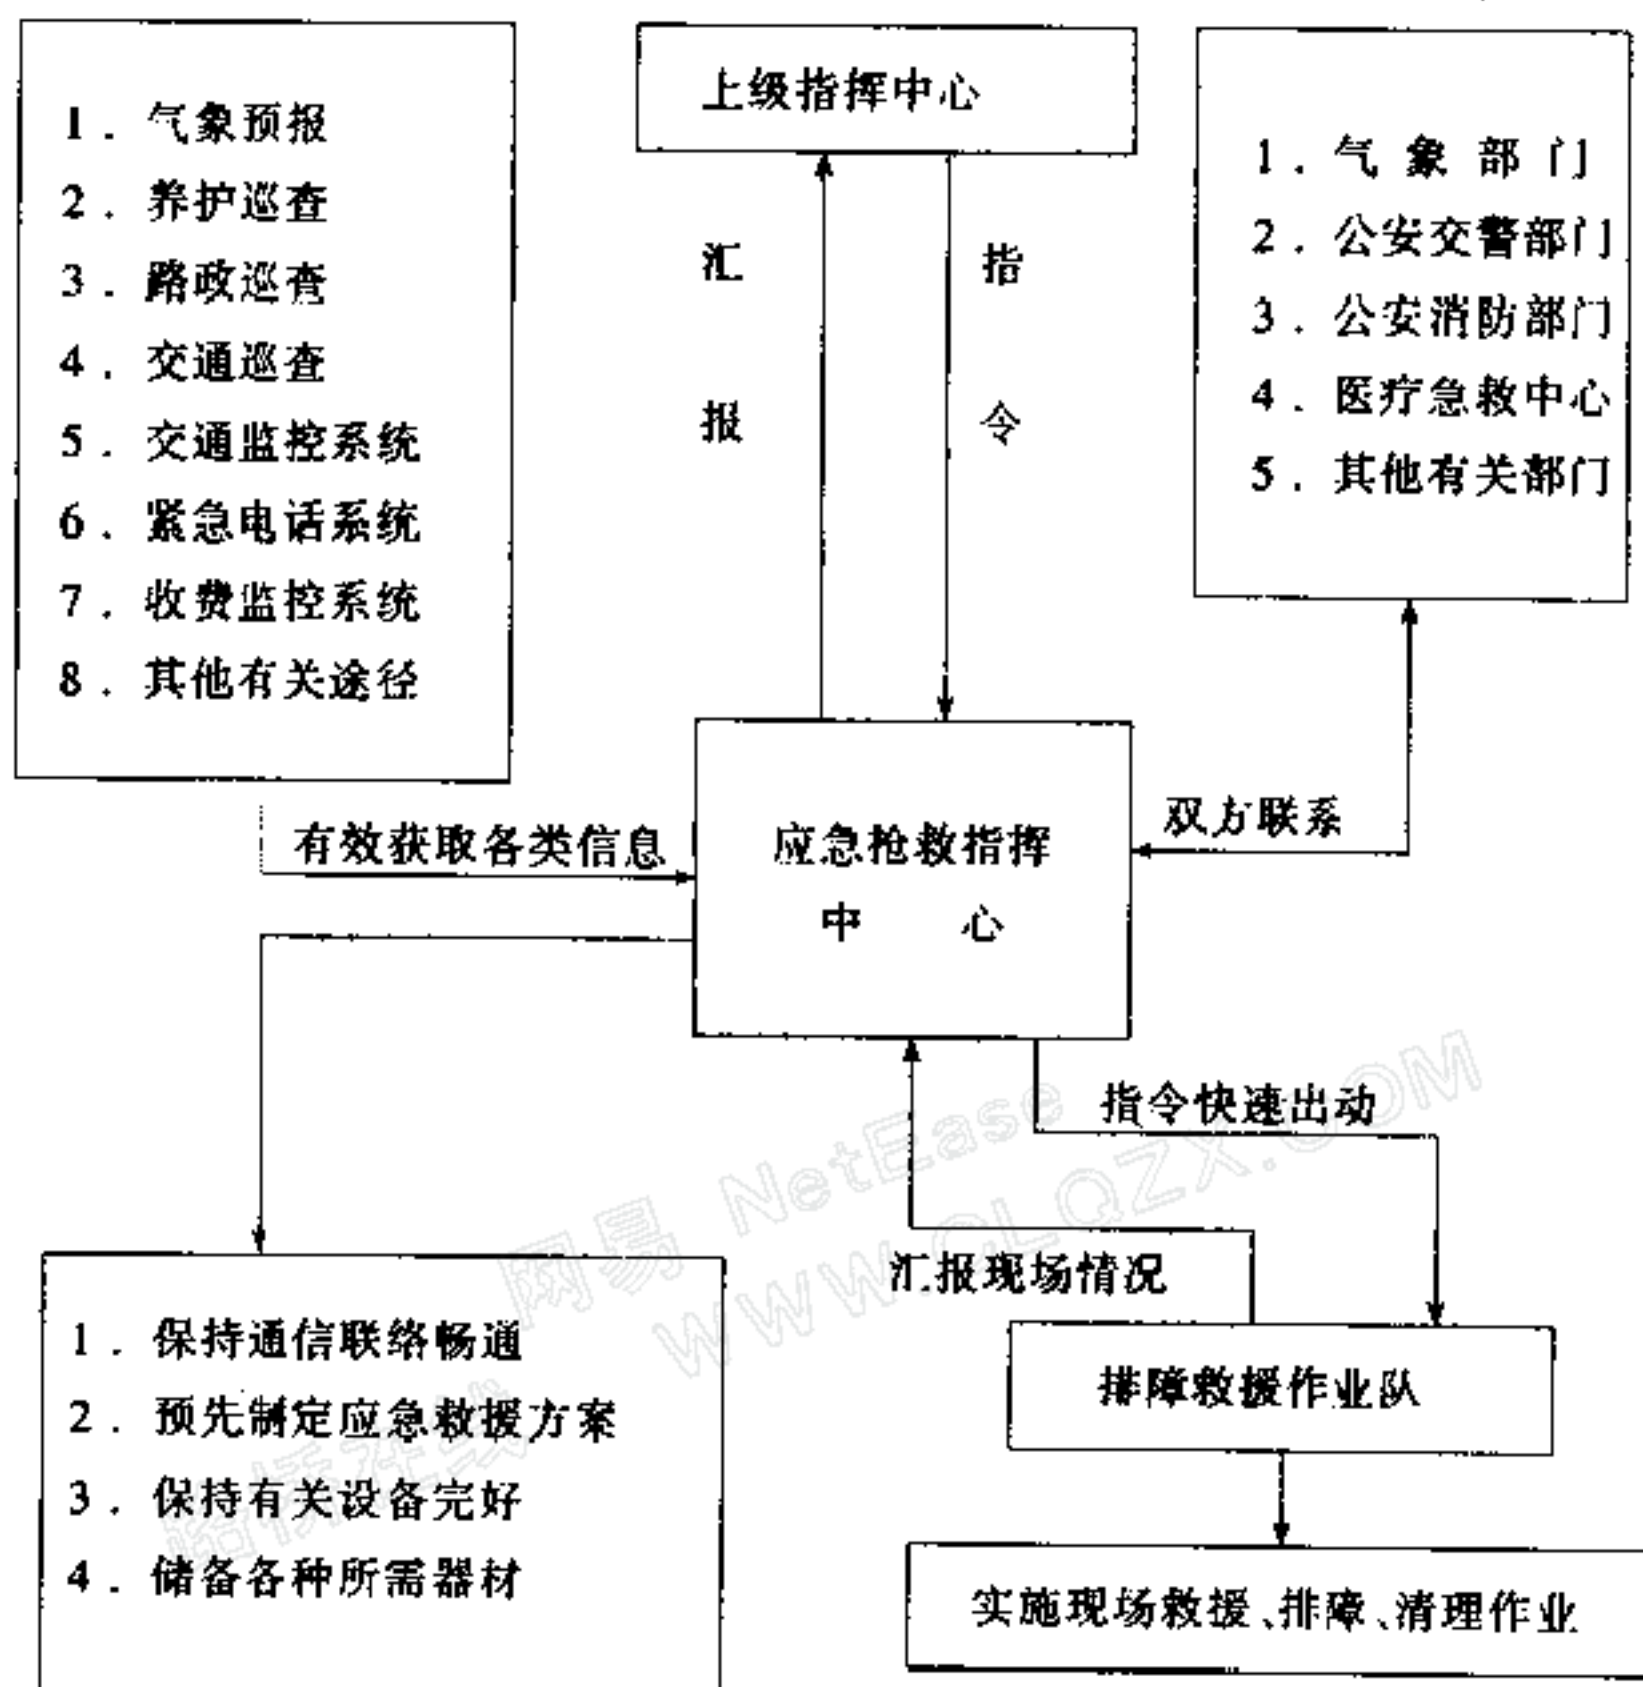 1．气象预报
2．养护巡查
3．路政巡查
4．交通巡查
5．交通监控系统
6．紧急电话系统
7．收费监控系统
8．其他有关途径
上级指挥中心
汇报
指令
1．气象部门
2．公安交警部门
3．公安消防部门
4．医疗急救中心
5．其他有关部门
有效获取各类信息
应急抢救指挥
中心
双方联系
指令快速出动
汇报现场情况
1．保持通信联络畅通
2．预先制定应急救援方案
3．保持有关设备完好
4．储备各种所需器材
排障救援作业队
实施现场救援、排障、清理作业
网易 NetEase
路桥在线 WWW.GLQZX.COM